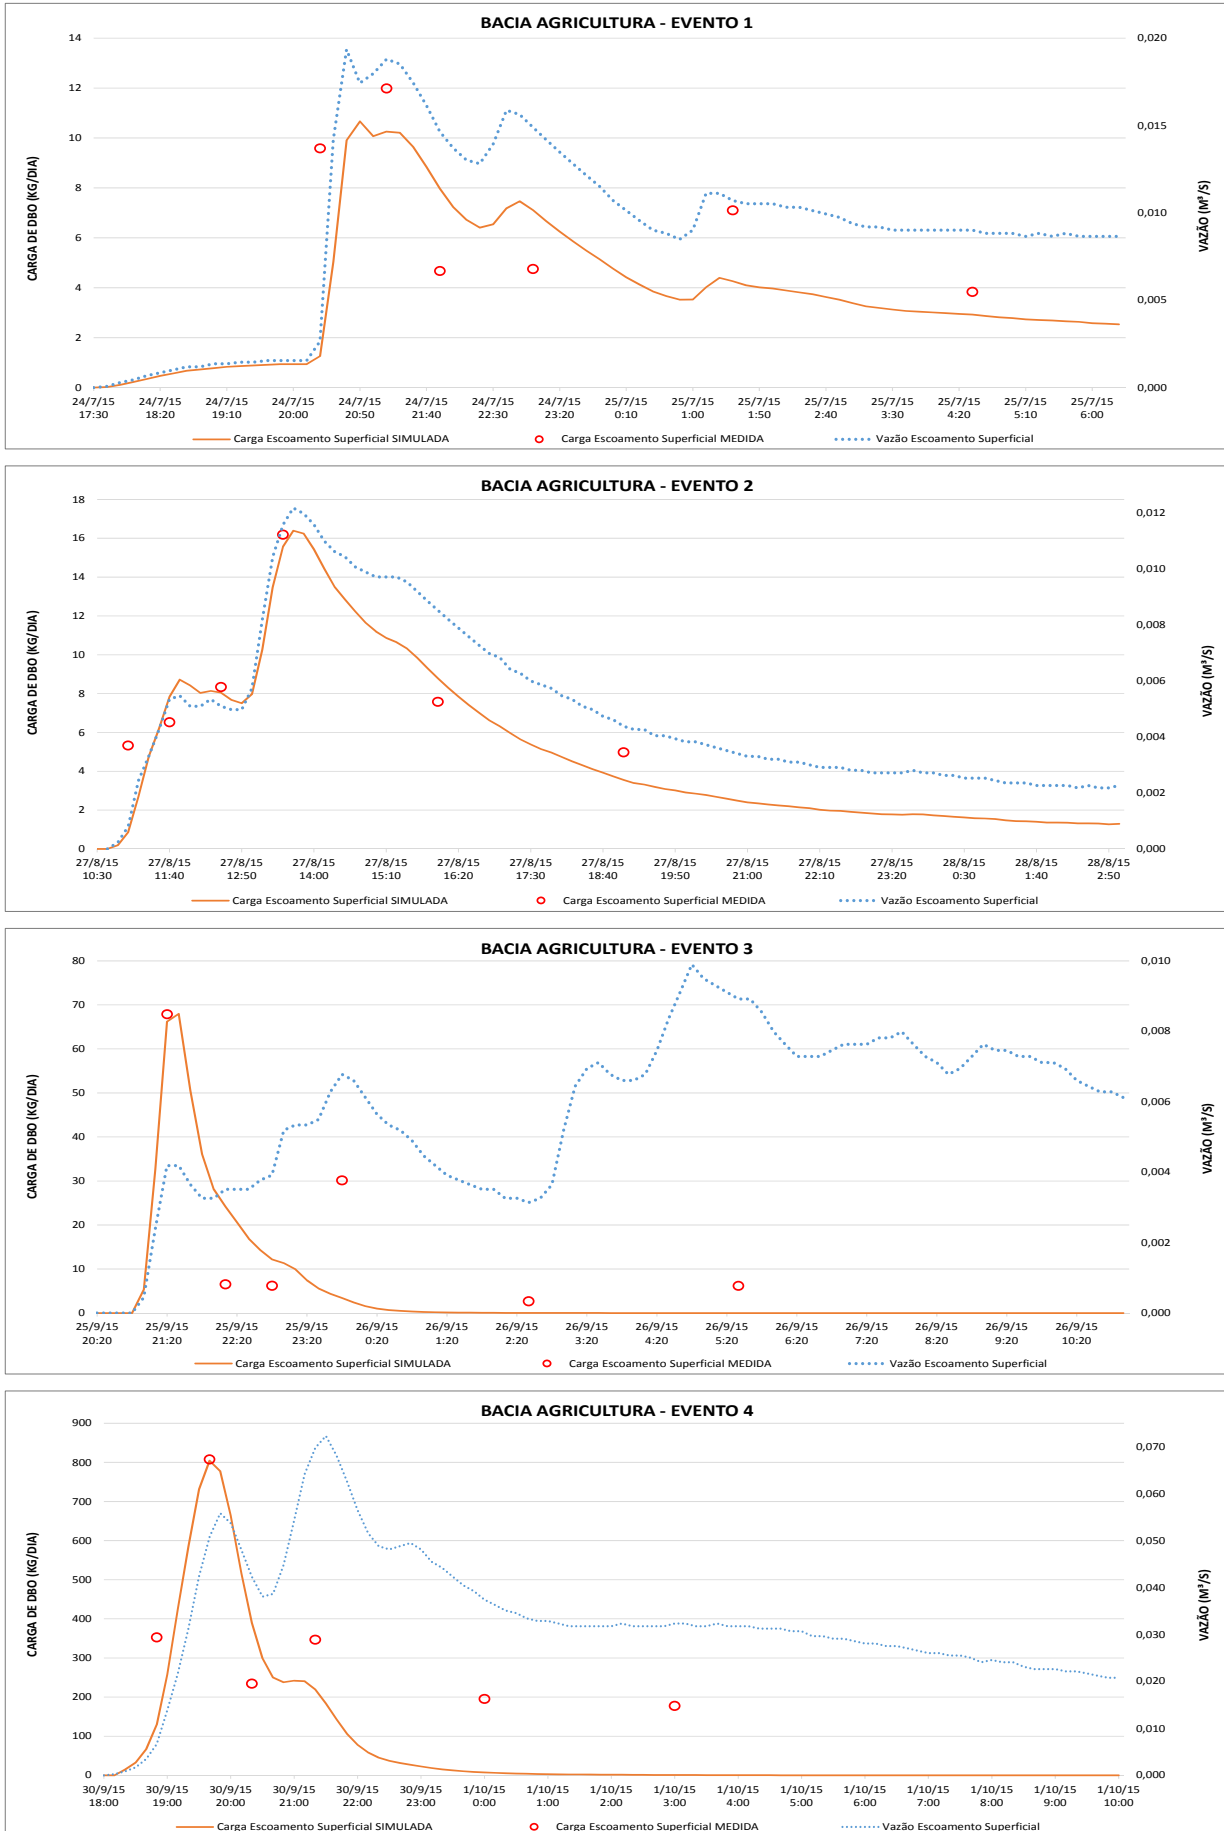 BACIA AGRICULTURA - EVENTO 1
CARGA DE DBO (KG/DIA)
14
12
10
8
6
4
2
0
0,020
0,015
0,010
0,005
0,000
VAZÃO (M³/S)
24/7/15 24/7/15 24/7/15 24/7/15 24/7/15 24/7/15 24/7/15 24/7/15 25/7/15 25/7/15 25/7/15 25/7/15 25/7/15 25/7/15 25/7/15 25/7/15
17:30 18:20 19:10 20:00 20:50 21:40 22:30 23:20 0:10 1:00 1:50 2:40 3:30 4:20 5:10 6:00
Carga Escoamento Superficial SIMULADA Carga Escoamento Superficial MEDIDA Vazão Escoamento Superficial
BACIA AGRICULTURA - EVENTO 2
CARGA DE DBO (KG/DIA)
18
16
14
12
10
8
6
4
2
0
0,012
0,010
0,008
0,006
0,004
0,002
0,000
VAZÃO (M³/S)
27/8/15 27/8/15 27/8/15 27/8/15 27/8/15 27/8/15 27/8/15 27/8/15 27/8/15 27/8/15 27/8/15 27/8/15 28/8/15 28/8/15 28/8/15
10:30 11:40 12:50 14:00 15:10 16:20 17:30 18:40 19:50 21:00 22:10 23:20 0:30 1:40 2:50
Carga Escoamento Superficial SIMULADA Carga Escoamento Superficial MEDIDA Vazão Escoamento Superficial
BACIA AGRICULTURA - EVENTO 3
CARGA DE DBO (KG/DIA)
80
70
60
50
40
30
20
10
0
0,010
0,008
0,006
0,004
0,002
0,000
VAZÃO (M³/S)
25/9/15 25/9/15 25/9/15 25/9/15 26/9/15 26/9/15 26/9/15 26/9/15 26/9/15 26/9/15 26/9/15 26/9/15 26/9/15 26/9/15 26/9/15
20:20 21:20 22:20 23:20 0:20 1:20 2:20 3:20 4:20 5:20 6:20 7:20 8:20 9:20 10:20
Carga Escoamento Superficial SIMULADA Carga Escoamento Superficial MEDIDA Vazão Escoamento Superficial
BACIA AGRICULTURA - EVENTO 4
CARGA DE DBO (KG/DIA)
900
800
700
600
500
400
300
200
100
0
0,070
0,060
0,050
0,040
0,030
0,020
0,010
0,000
VAZÃO (M³/S)
30/9/15 30/9/15 30/9/15 30/9/15 30/9/15 30/9/15 1/10/15 1/10/15 1/10/15 1/10/15 1/10/15 1/10/15 1/10/15 1/10/15 1/10/15 1/10/15 1/10/15
18:00 19:00 20:00 21:00 22:00 23:00 0:00 1:00 2:00 3:00 4:00 5:00 6:00 7:00 8:00 9:00 10:00
Carga Escoamento Superficial SIMULADA Carga Escoamento Superficial MEDIDA Vazão Escoamento Superficial